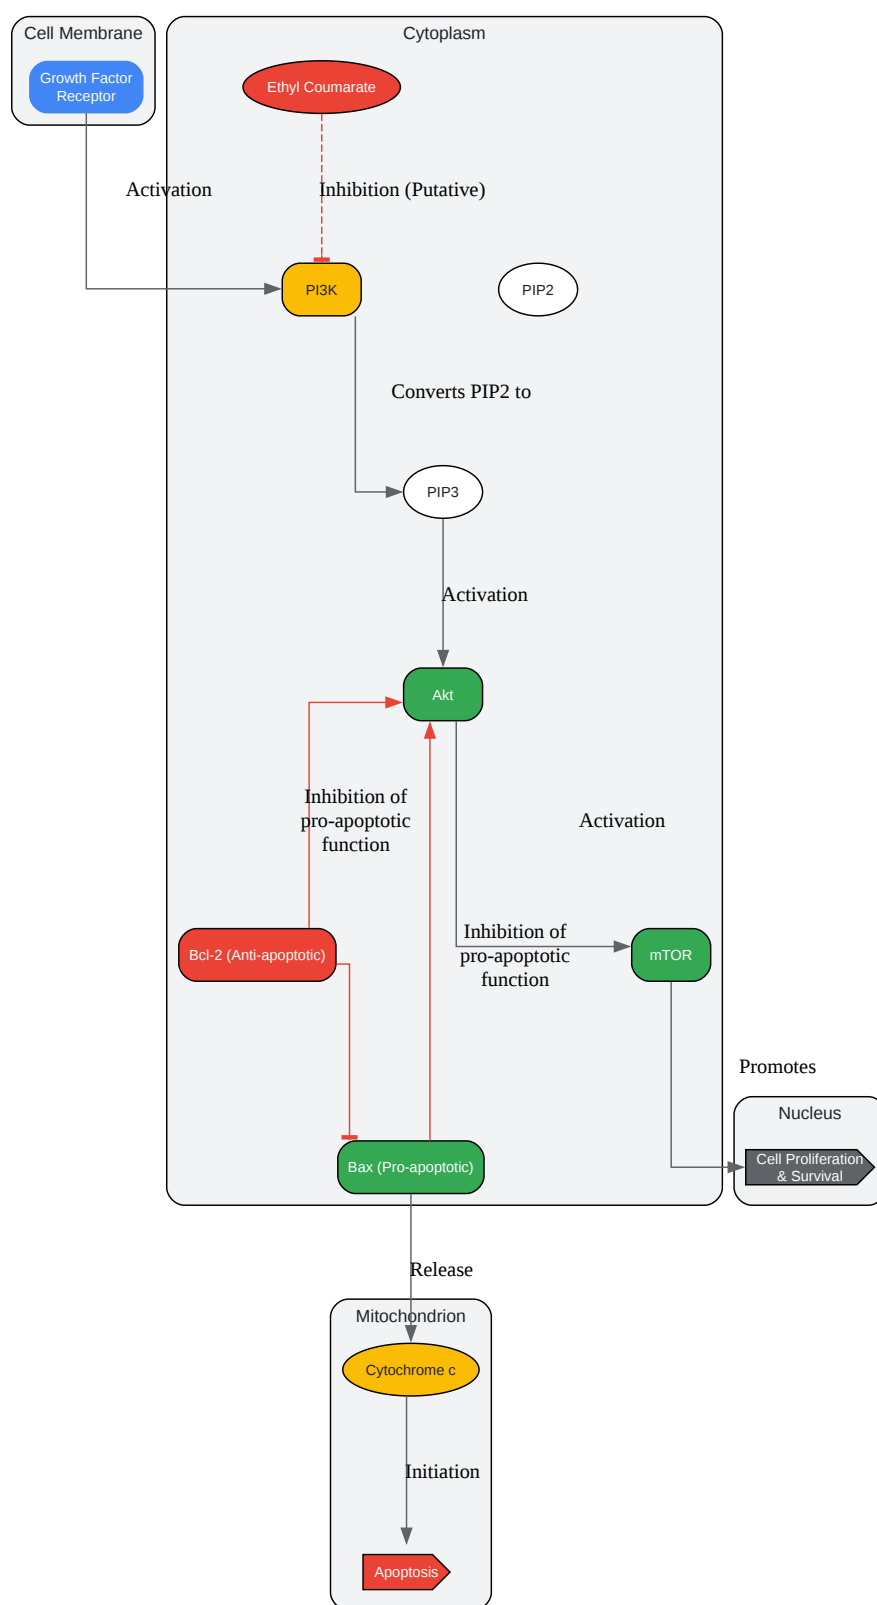 Cell Membrane
Cytoplasm
Growth Factor
Receptor
Ethyl Coumarate
Activation
Inhibition (Putative)
PI3K
PIP2
Converts PIP2 to
PIP3
Activation
Akt
Inhibition of
pro-apoptotic
function
Activation
Inhibition of
pro-apoptotic
function
Bcl-2 (Anti-apoptotic)
mTOR
Promotes
Nucleus
Cell Proliferation
& Survival
Bax (Pro-apoptotic)
Release
Mitochondrion
Cytochrome c
Initiation
Apoptosis